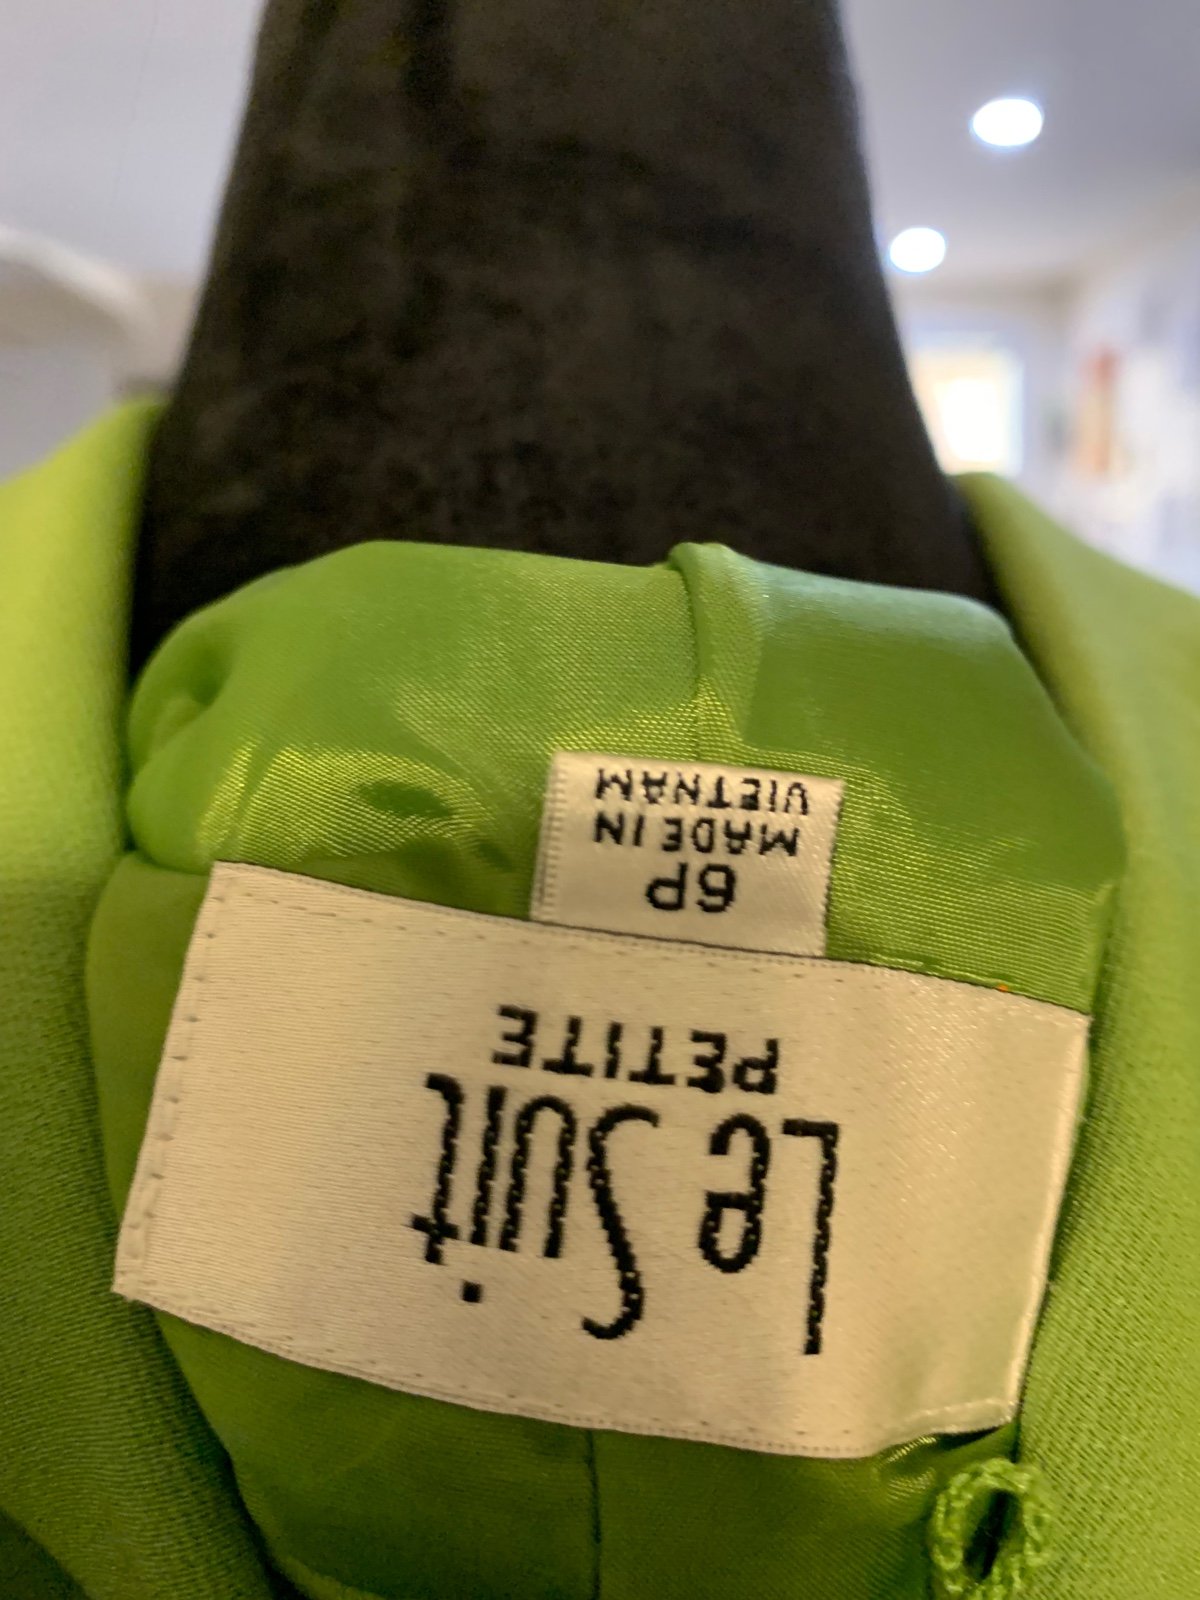 Le Suit
PETITE
6P
MADE IN
VIETNAM